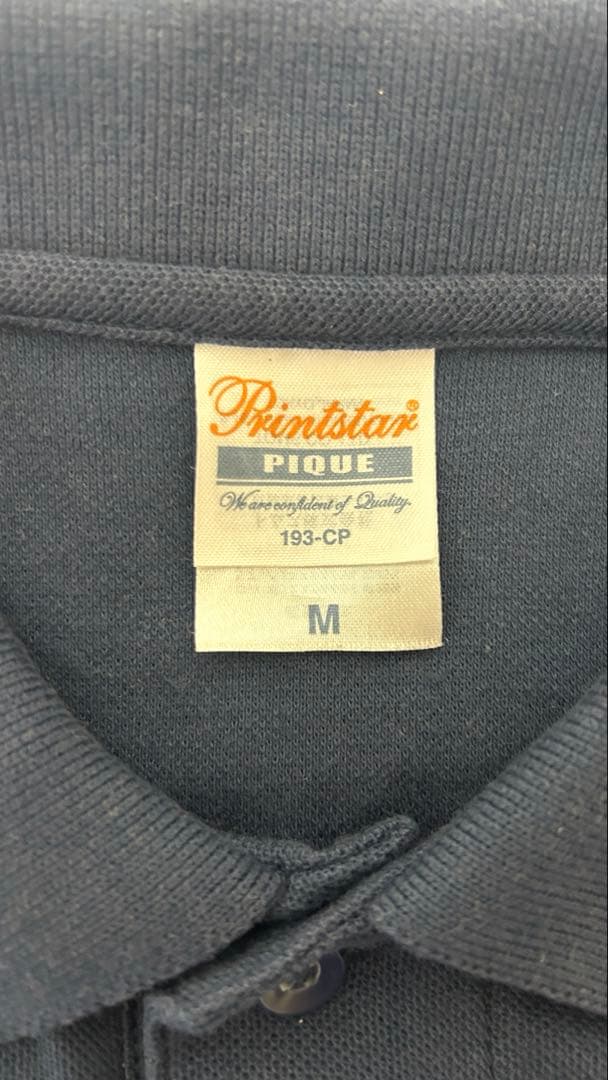 Printstar®
PIQUE
We are confident of Quality.
193-CP
M